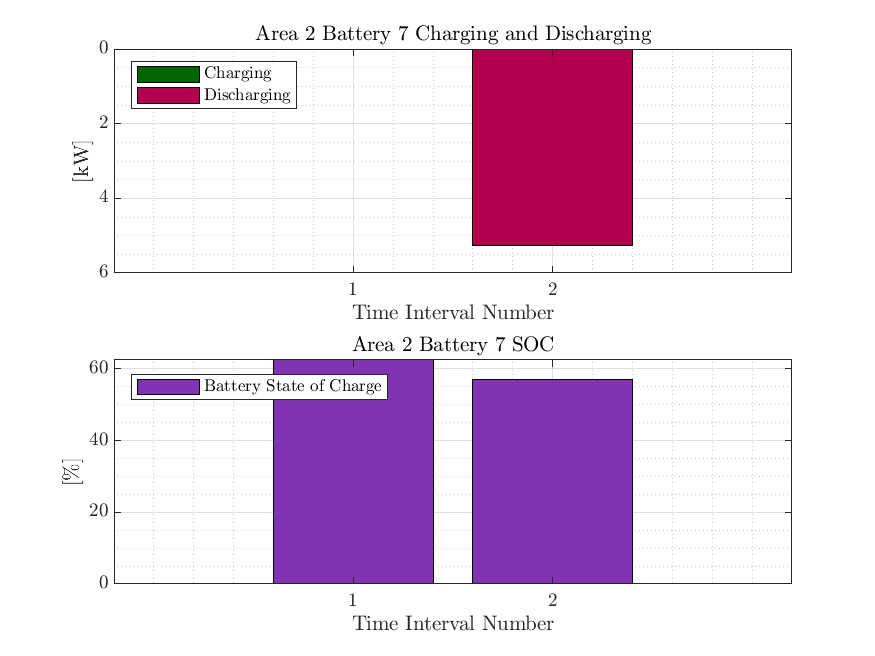 Area 2 Battery 7 Charging and Discharging
0
2
4
6
[kW]
Charging
Discharging
1
2
Time Interval Number
Area 2 Battery 7 SOC
60
40
20
0
[%]
Battery State of Charge
1
2
Time Interval Number